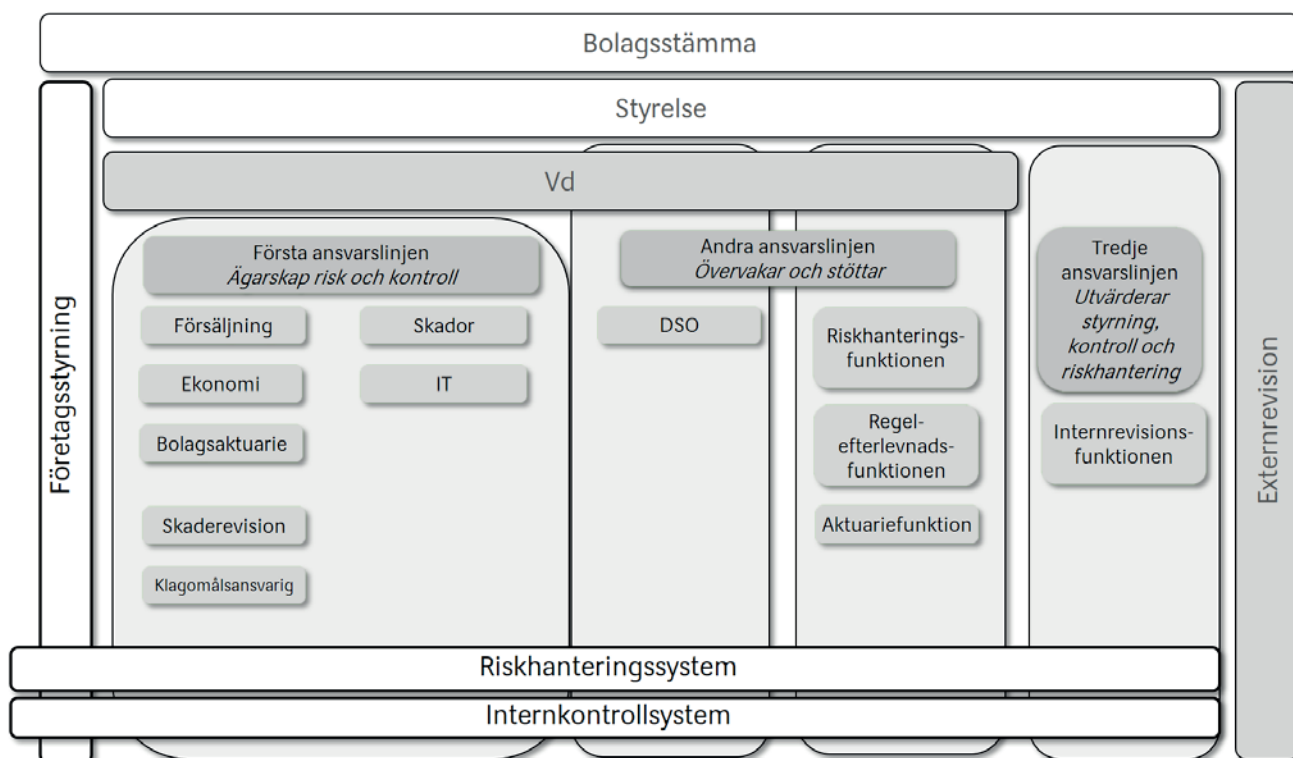 Bolagsstämma
Styrelse
Vd
Företagsstyrning
Första ansvarslinjen
Ägarskap risk och kontroll
Försäljning
Skador
Ekonomi
IT
Bolagsaktuarie
Skaderevision
Klagomålsansvarig
Andra ansvarslinjen
Övervakar och stöttar
DSO
Riskhanterings-
funktionen
Regel-
efterlevnads-
funktionen
Aktuariefunktion
Tredje
ansvarslinjen
Utvärderar
styrning,
kontroll och
riskhantering
Internrevisions-
funktionen
Externrevision
Riskhanteringssystem
Internkontrollsystem